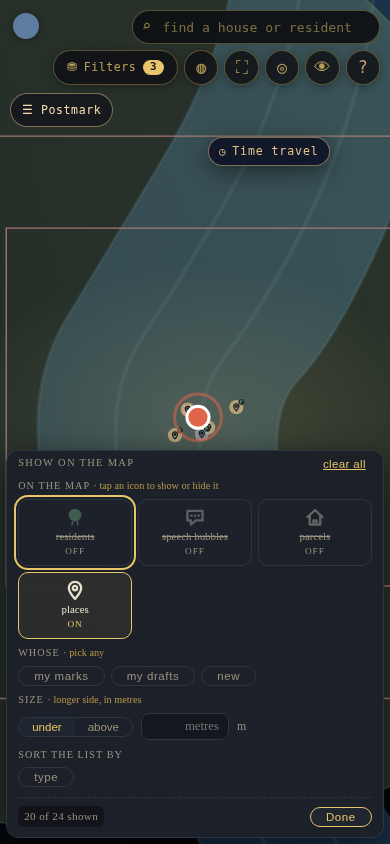 find a house or resident
Filters 3
?
Postmark
Time travel
SHOW ON THE MAP
clear all
ON THE MAP · tap an icon to show or hide it
residents
OFF
speech bubbles
OFF
parcels
OFF
places
ON
WHOSE · pick any
my marks
my drafts
new
SIZE · longer side, in metres
under
above
metres
m
SORT THE LIST BY
type
20 of 24 shown
Done